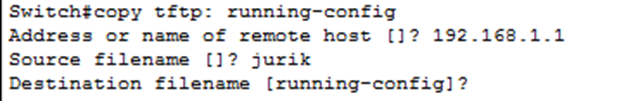 Switch#copy tftp: running-config
Address or name of remote host []? 192.168.1.1
Source filename []? jurik
Destination filename [running-config]?